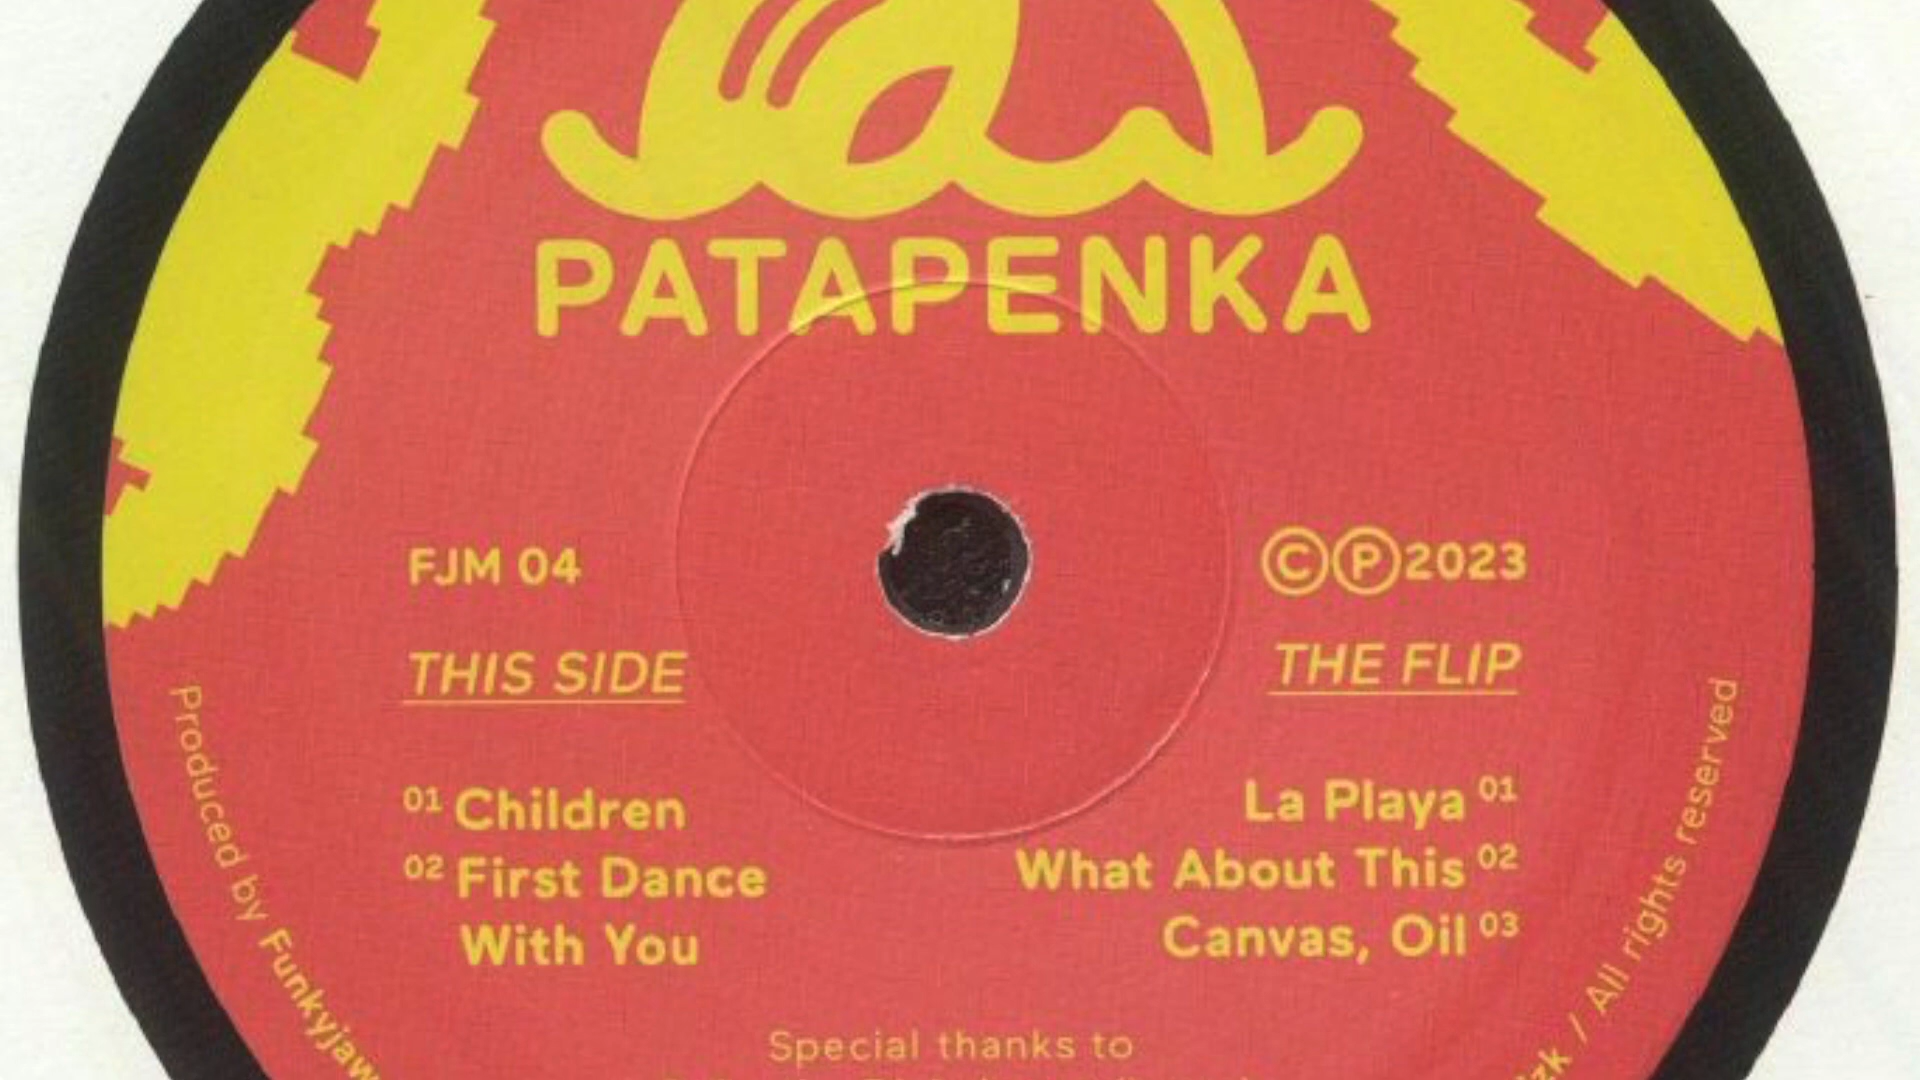 PATAPENKA
FJM 04
©℗2023
THIS SIDE
THE FLIP
01 Children
02 First Dance
With You
La Playa 01
What About This 02
Canvas, Oil 03
Produced by Funkyjaw
/ All rights reserved
Special thanks to